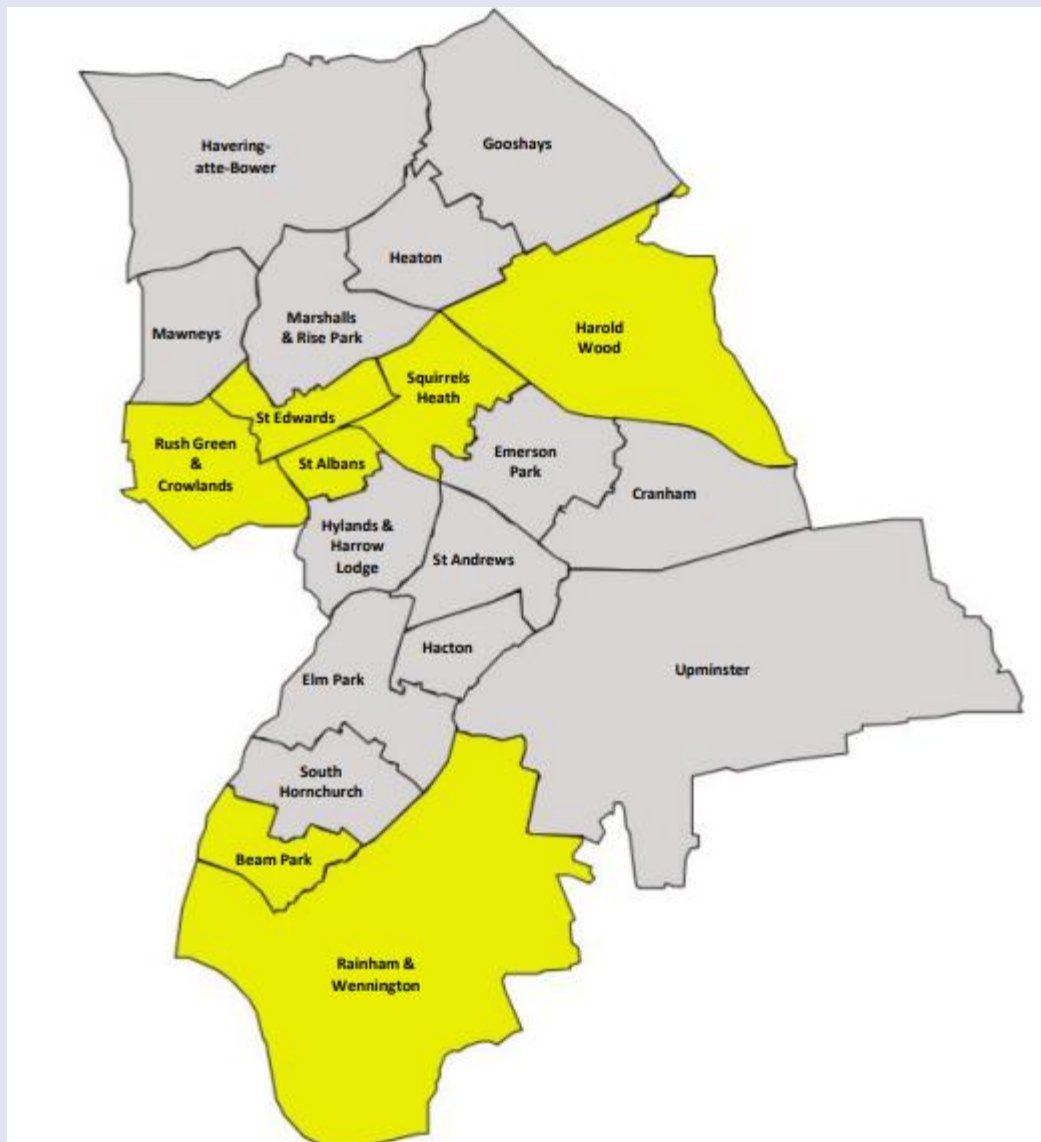 Havering-
atte-Bower
Gooshays
Heaton
Mawneys
Marshalls
& Rise Park
Harold
Wood
Squirrels
Heath
St Edwards
Rush Green
&
Crowlands
St Albans
Emerson
Park
Cranham
Hylands &
Harrow
Lodge
St Andrews
Hacton
Elm Park
Upminster
South
Hornchurch
Beam Park
Rainham &
Wennington